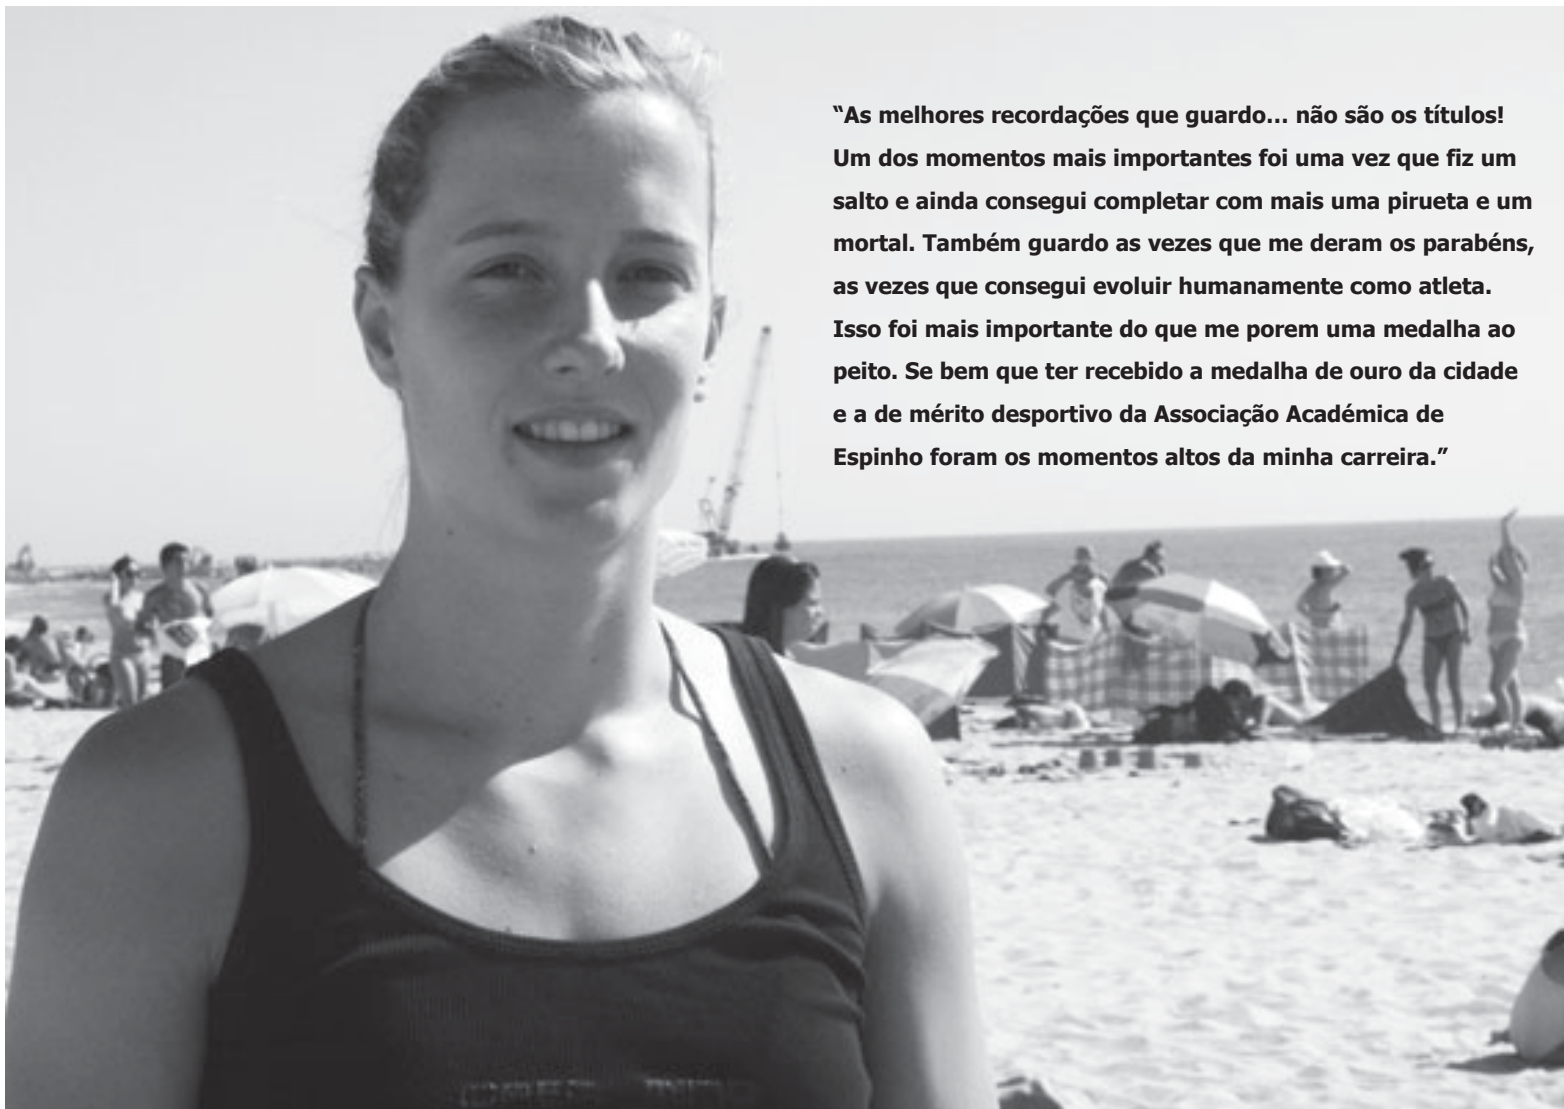 “As melhores recordações que guardo... não são os títulos!
Um dos momentos mais importantes foi uma vez que fiz um
salto e ainda consegui completar com mais uma pirueta e um
mortal. Também guardo as vezes que me deram os parabéns,
as vezes que consegui evoluir humanamente como atleta.
Isso foi mais importante do que me porem uma medalha ao
peito. Se bem que ter recebido a medalha de ouro da cidade
e a de mérito desportivo da Associação Académica de
Espinho foram os momentos altos da minha carreira.”